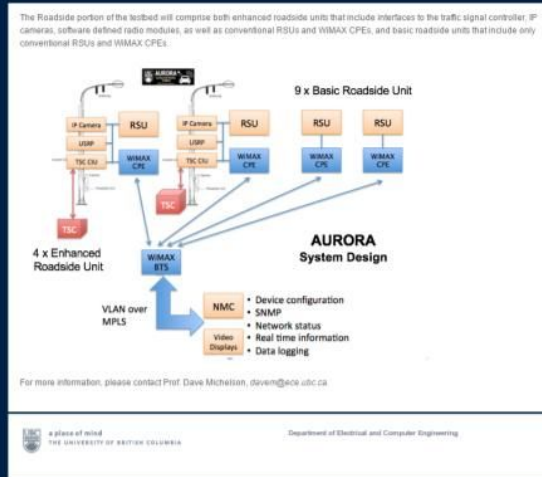 The Roadside portion of the testbed will comprise both enhanced roadside units that include interfaces to the traffic signal controller, IP
cameras, software defined radio modules, as well as conventional RSUs and WiMAX CPEs, and basic roadside units that include only
conventional RSUs and WiMAX CPEs.
AURORA
9 x Basic Roadside Unit
IP Camera
RSU
IP Camera
RSU
RSU
RSU
USRP
USRP
TSC CIU
WiMAX
CPE
TSC CIU
WiMAX
CPE
WiMAX
CPE
WiMAX
CPE
TSC
TSC
4 x Enhanced
Roadside Unit
WiMAX
BTS
AURORA
System Design
VLAN over
MPLS
NMC
Video
Displays
• Device configuration
• SNMP
• Network status
• Real time information
• Data logging
For more information, please contact Prof. Dave Michelson, davem@ece.ubc.ca
UBC
a place of mind
THE UNIVERSITY OF BRITISH COLUMBIA
Department of Electrical and Computer Engineering